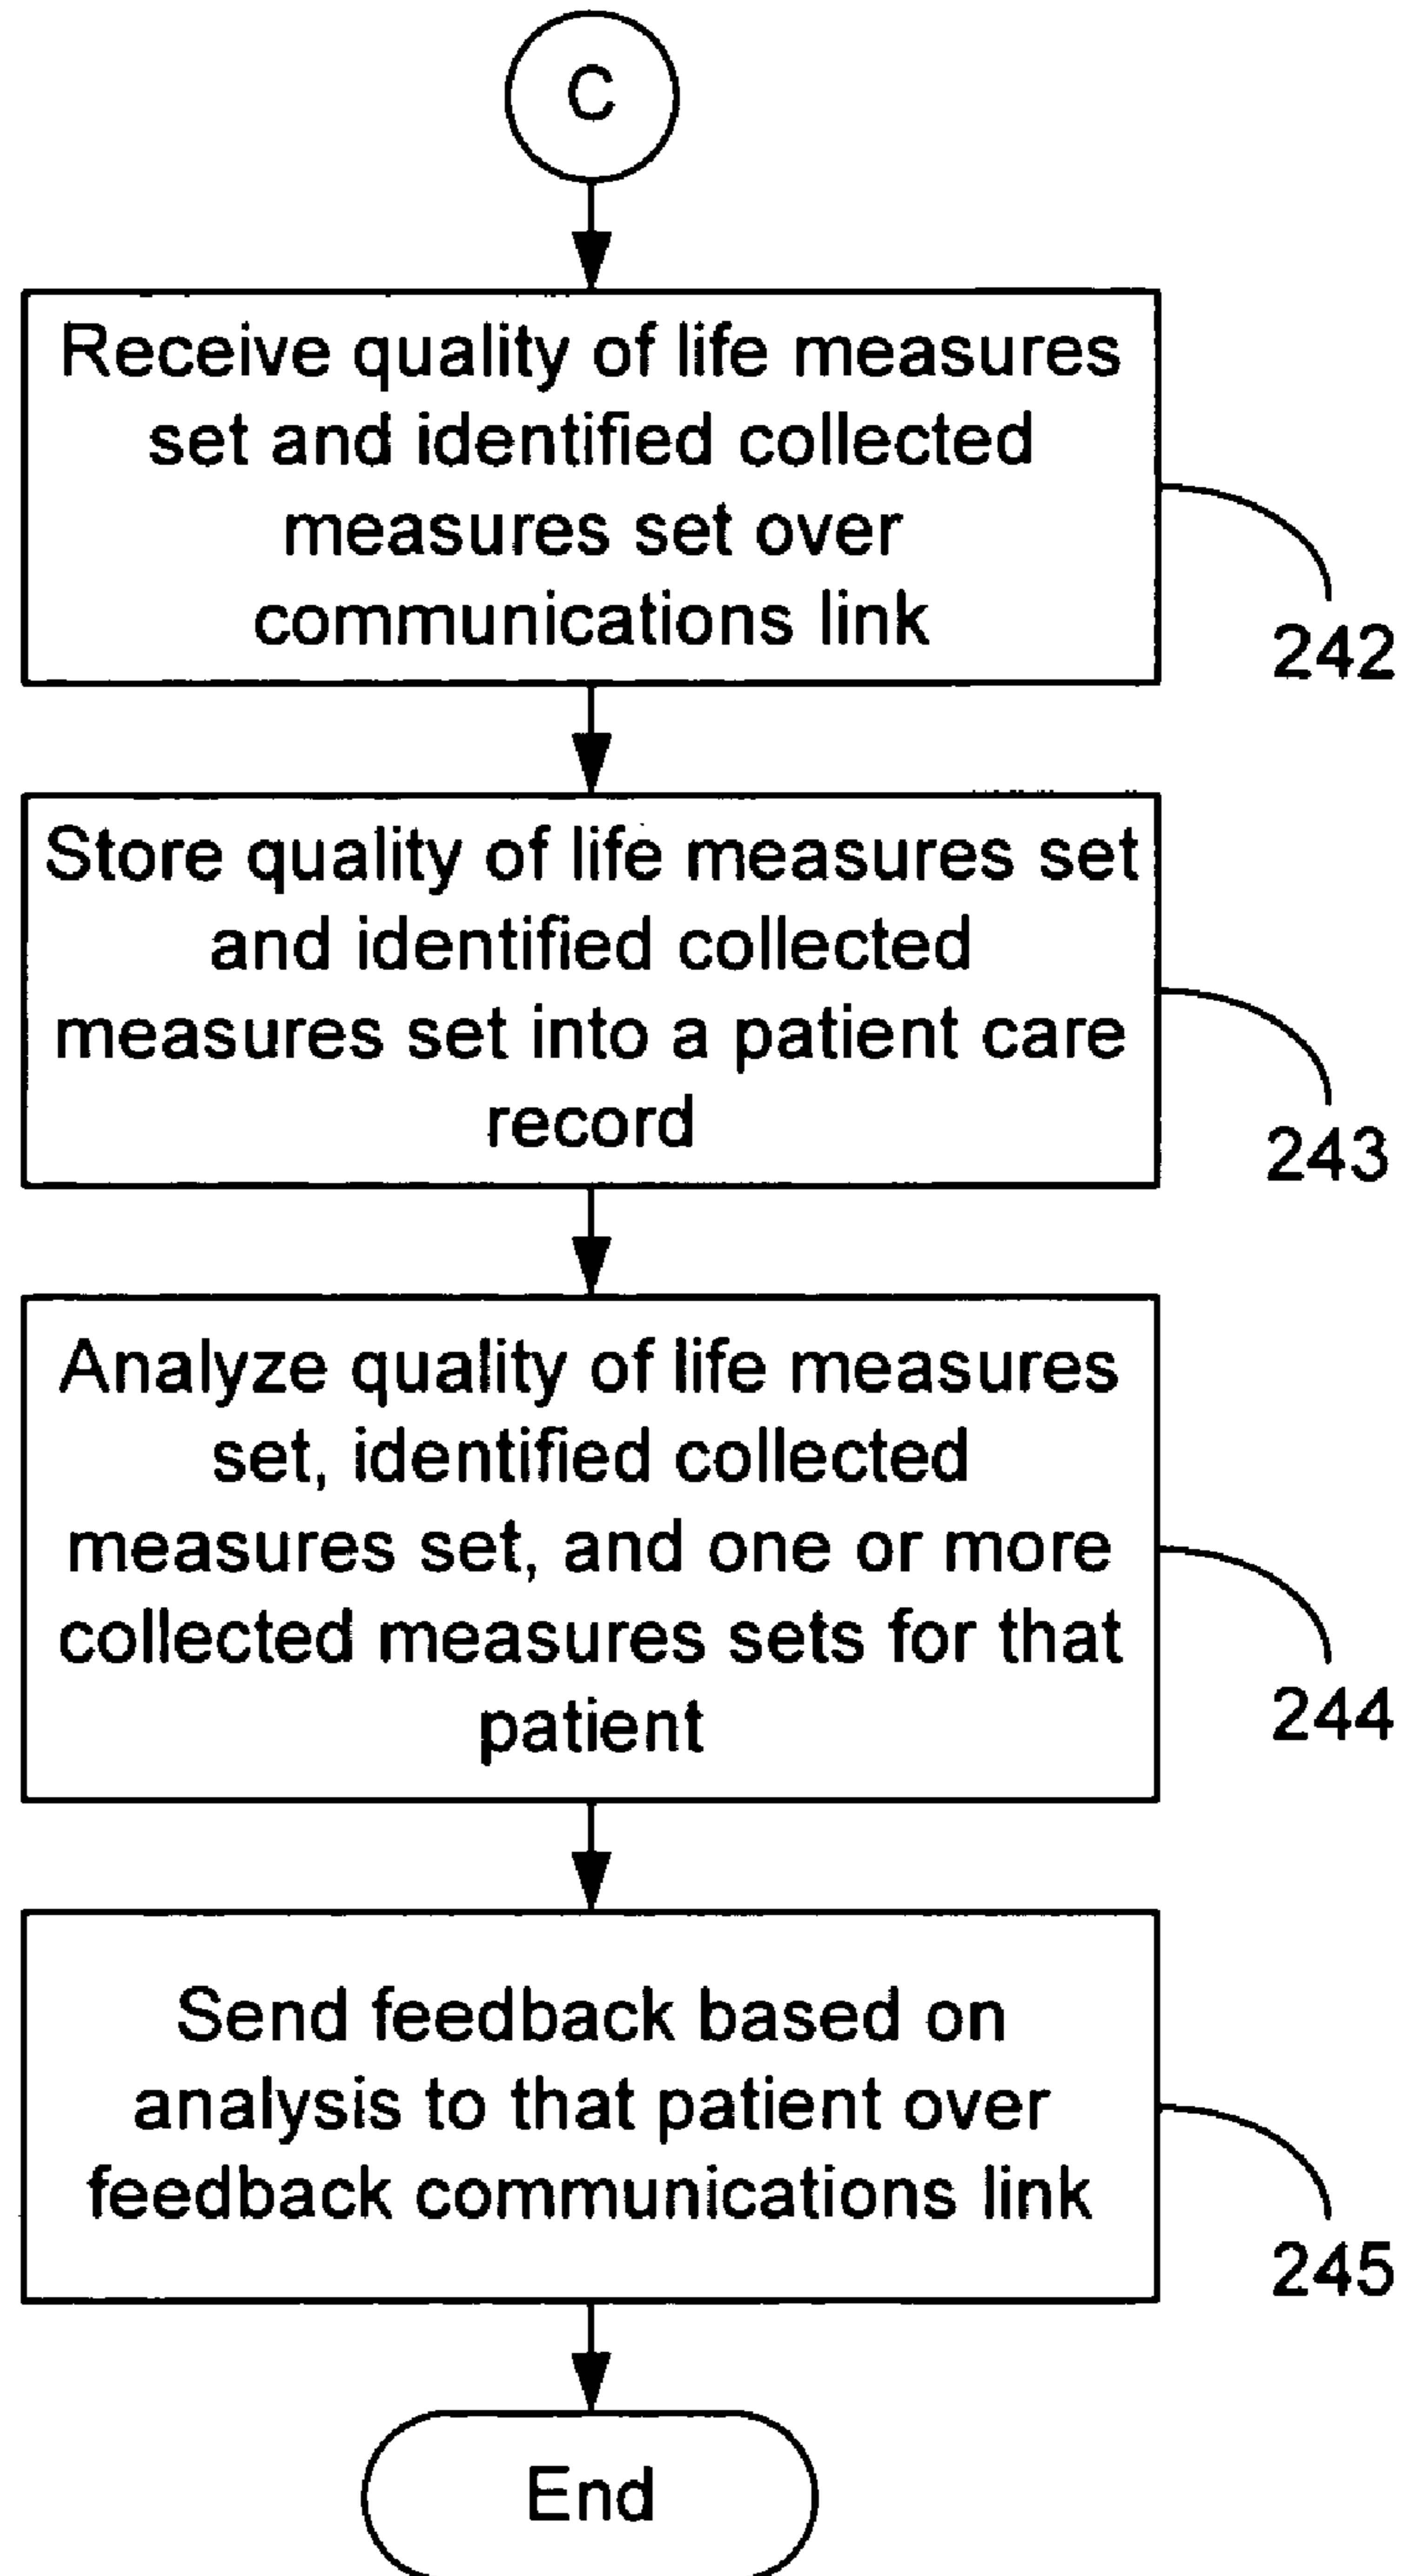 C
Receive quality of life measures
set and identified collected
measures set over
communications link
242
Store quality of life measures set
and identified collected
measures set into a patient care
record
243
Analyze quality of life measures
set, identified collected
measures set, and one or more
collected measures sets for that
patient
244
Send feedback based on
analysis to that patient over
feedback communications link
245
End